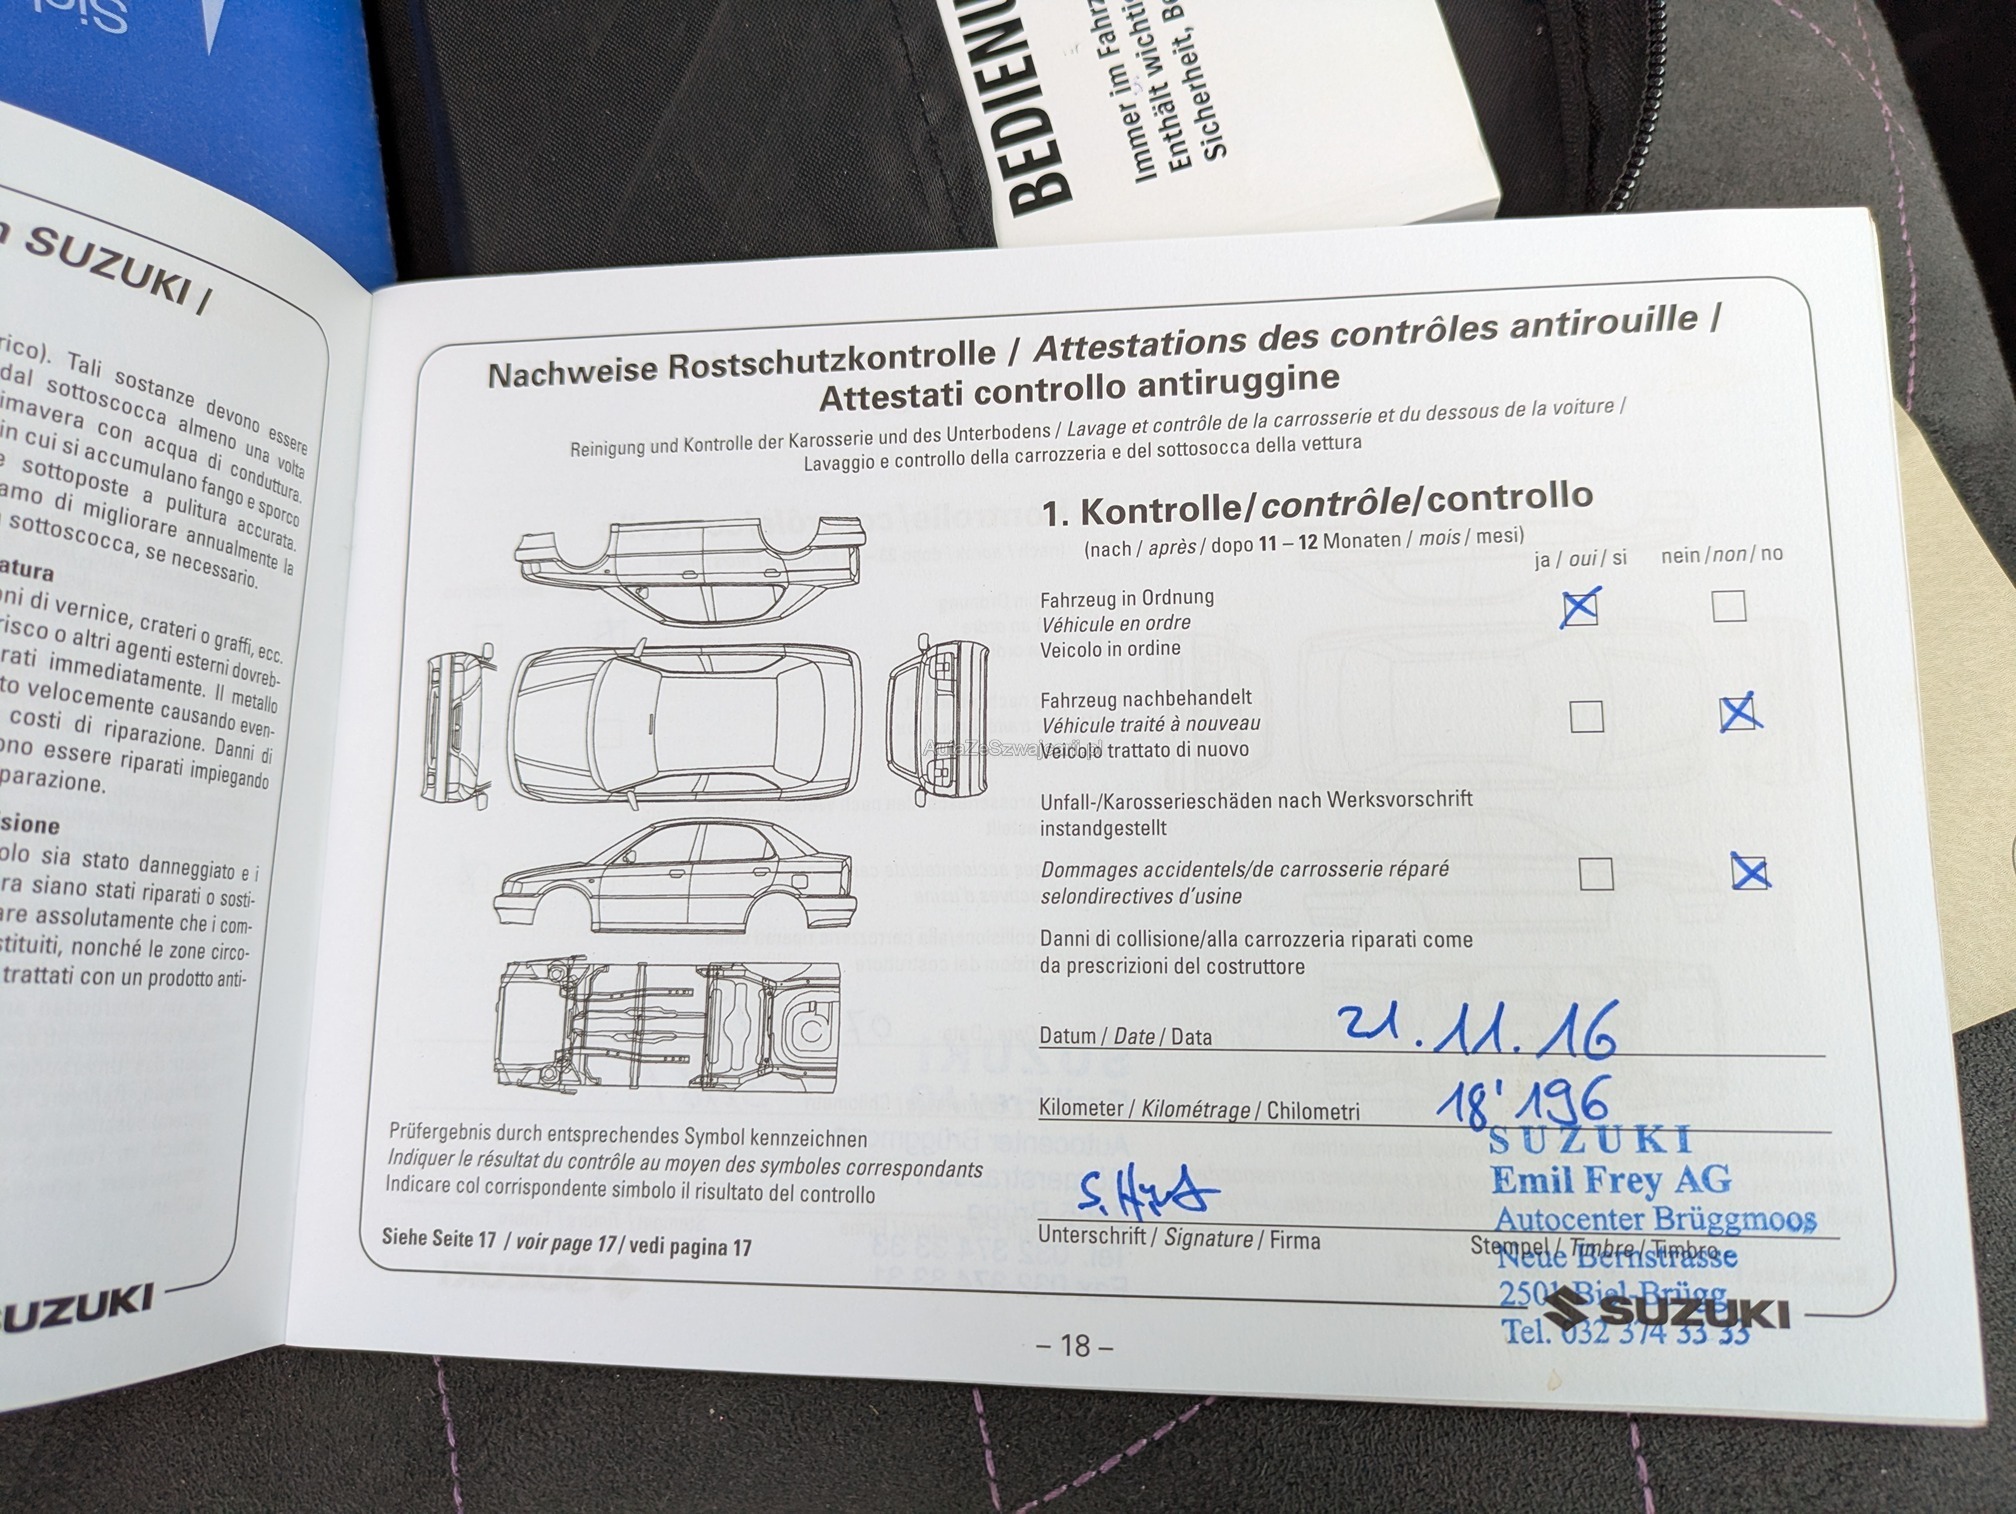 BEDIENU
Immer im Fahrz
Enthält wichti
Sicherheit, Be
SUZUKI /
rico). Tali sostanze devono essere
dal sottoscocca almeno una volta
imavera con acqua di conduttura.
in cui si accumulano fango e sporco
e sottoposte a pulitura accurata.
amo di migliorare annualmente la
sottoscocca, se necessario.
atura
oni di vernice, crateri o graffi, ecc.
risco o altri agenti esterni dovreb-
rati immediatamente. Il metallo
to velocemente causando even-
costi di riparazione. Danni di
ono essere riparati impiegando
parazione.
sione
olo sia stato danneggiato e i
ra siano stati riparati o sosti-
are assolutamente che i com-
stituiti, nonché le zone circo-
trattati con un prodotto anti-
SUZUKI
Nachweise Rostschutzkontrolle / Attestations des contrôles antirouille /
Attestati controllo antiruggine
Reinigung und Kontrolle der Karosserie und des Unterbodens / Lavage et contrôle de la carrosserie et du dessous de la voiture /
Lavaggio e controllo della carrozzeria e del sottosocca della vettura
1. Kontrolle/contrôle/controllo
(nach / après / dopo 11 – 12 Monaten / mois / mesi)
ja / oui / si nein / non / no
Fahrzeug in Ordnung
Véhicule en ordre
Veicolo in ordine
Fahrzeug nachbehandelt
Véhicule traité à nouveau
AutaZeSzwajcarii.pl
Veicolo trattato di nuovo
Unfall-/Karosserieschäden nach Werksvorschrift
instandgestellt
Dommages accidentels/de carrosserie réparé
selondirectives d'usine
Danni di collisione/alla carrozzeria riparati come
da prescrizioni del costruttore
Datum / Date / Data 21.11.16
Kilometer / Kilométrage / Chilometri 18'196
Prüfergebnis durch entsprechendes Symbol kennzeichnen
Indiquer le résultat du contrôle au moyen des symboles correspondants
Indicare col corrispondente simbolo il risultato del controllo
Siehe Seite 17 / voir page 17 / vedi pagina 17
Unterschrift / Signature / Firma
Stempel / Timbre / Timbro
SUZUKI
Emil Frey AG
Autocenter Brüggmoos
Neue Bernstrasse
2501 Biel-Brügg
Tel. 032 374 33 33
SUZUKI
– 18 –